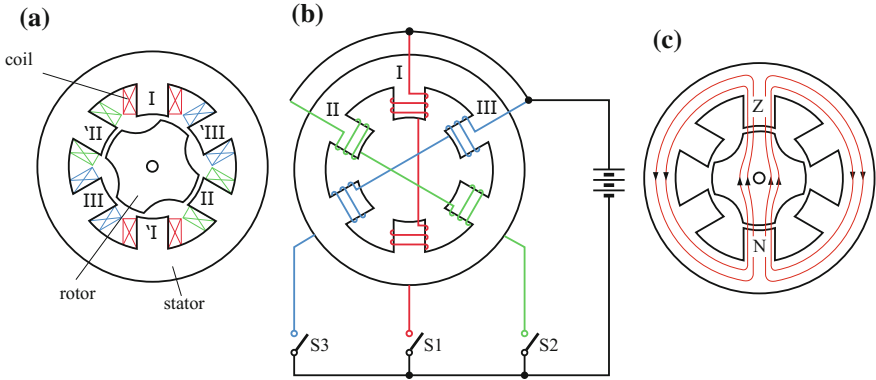 (a)
coil
I
'II
'III
III
II
I,
rotor
stator
(b)
I
II
III
S3
S1
S2
(c)
Z
N